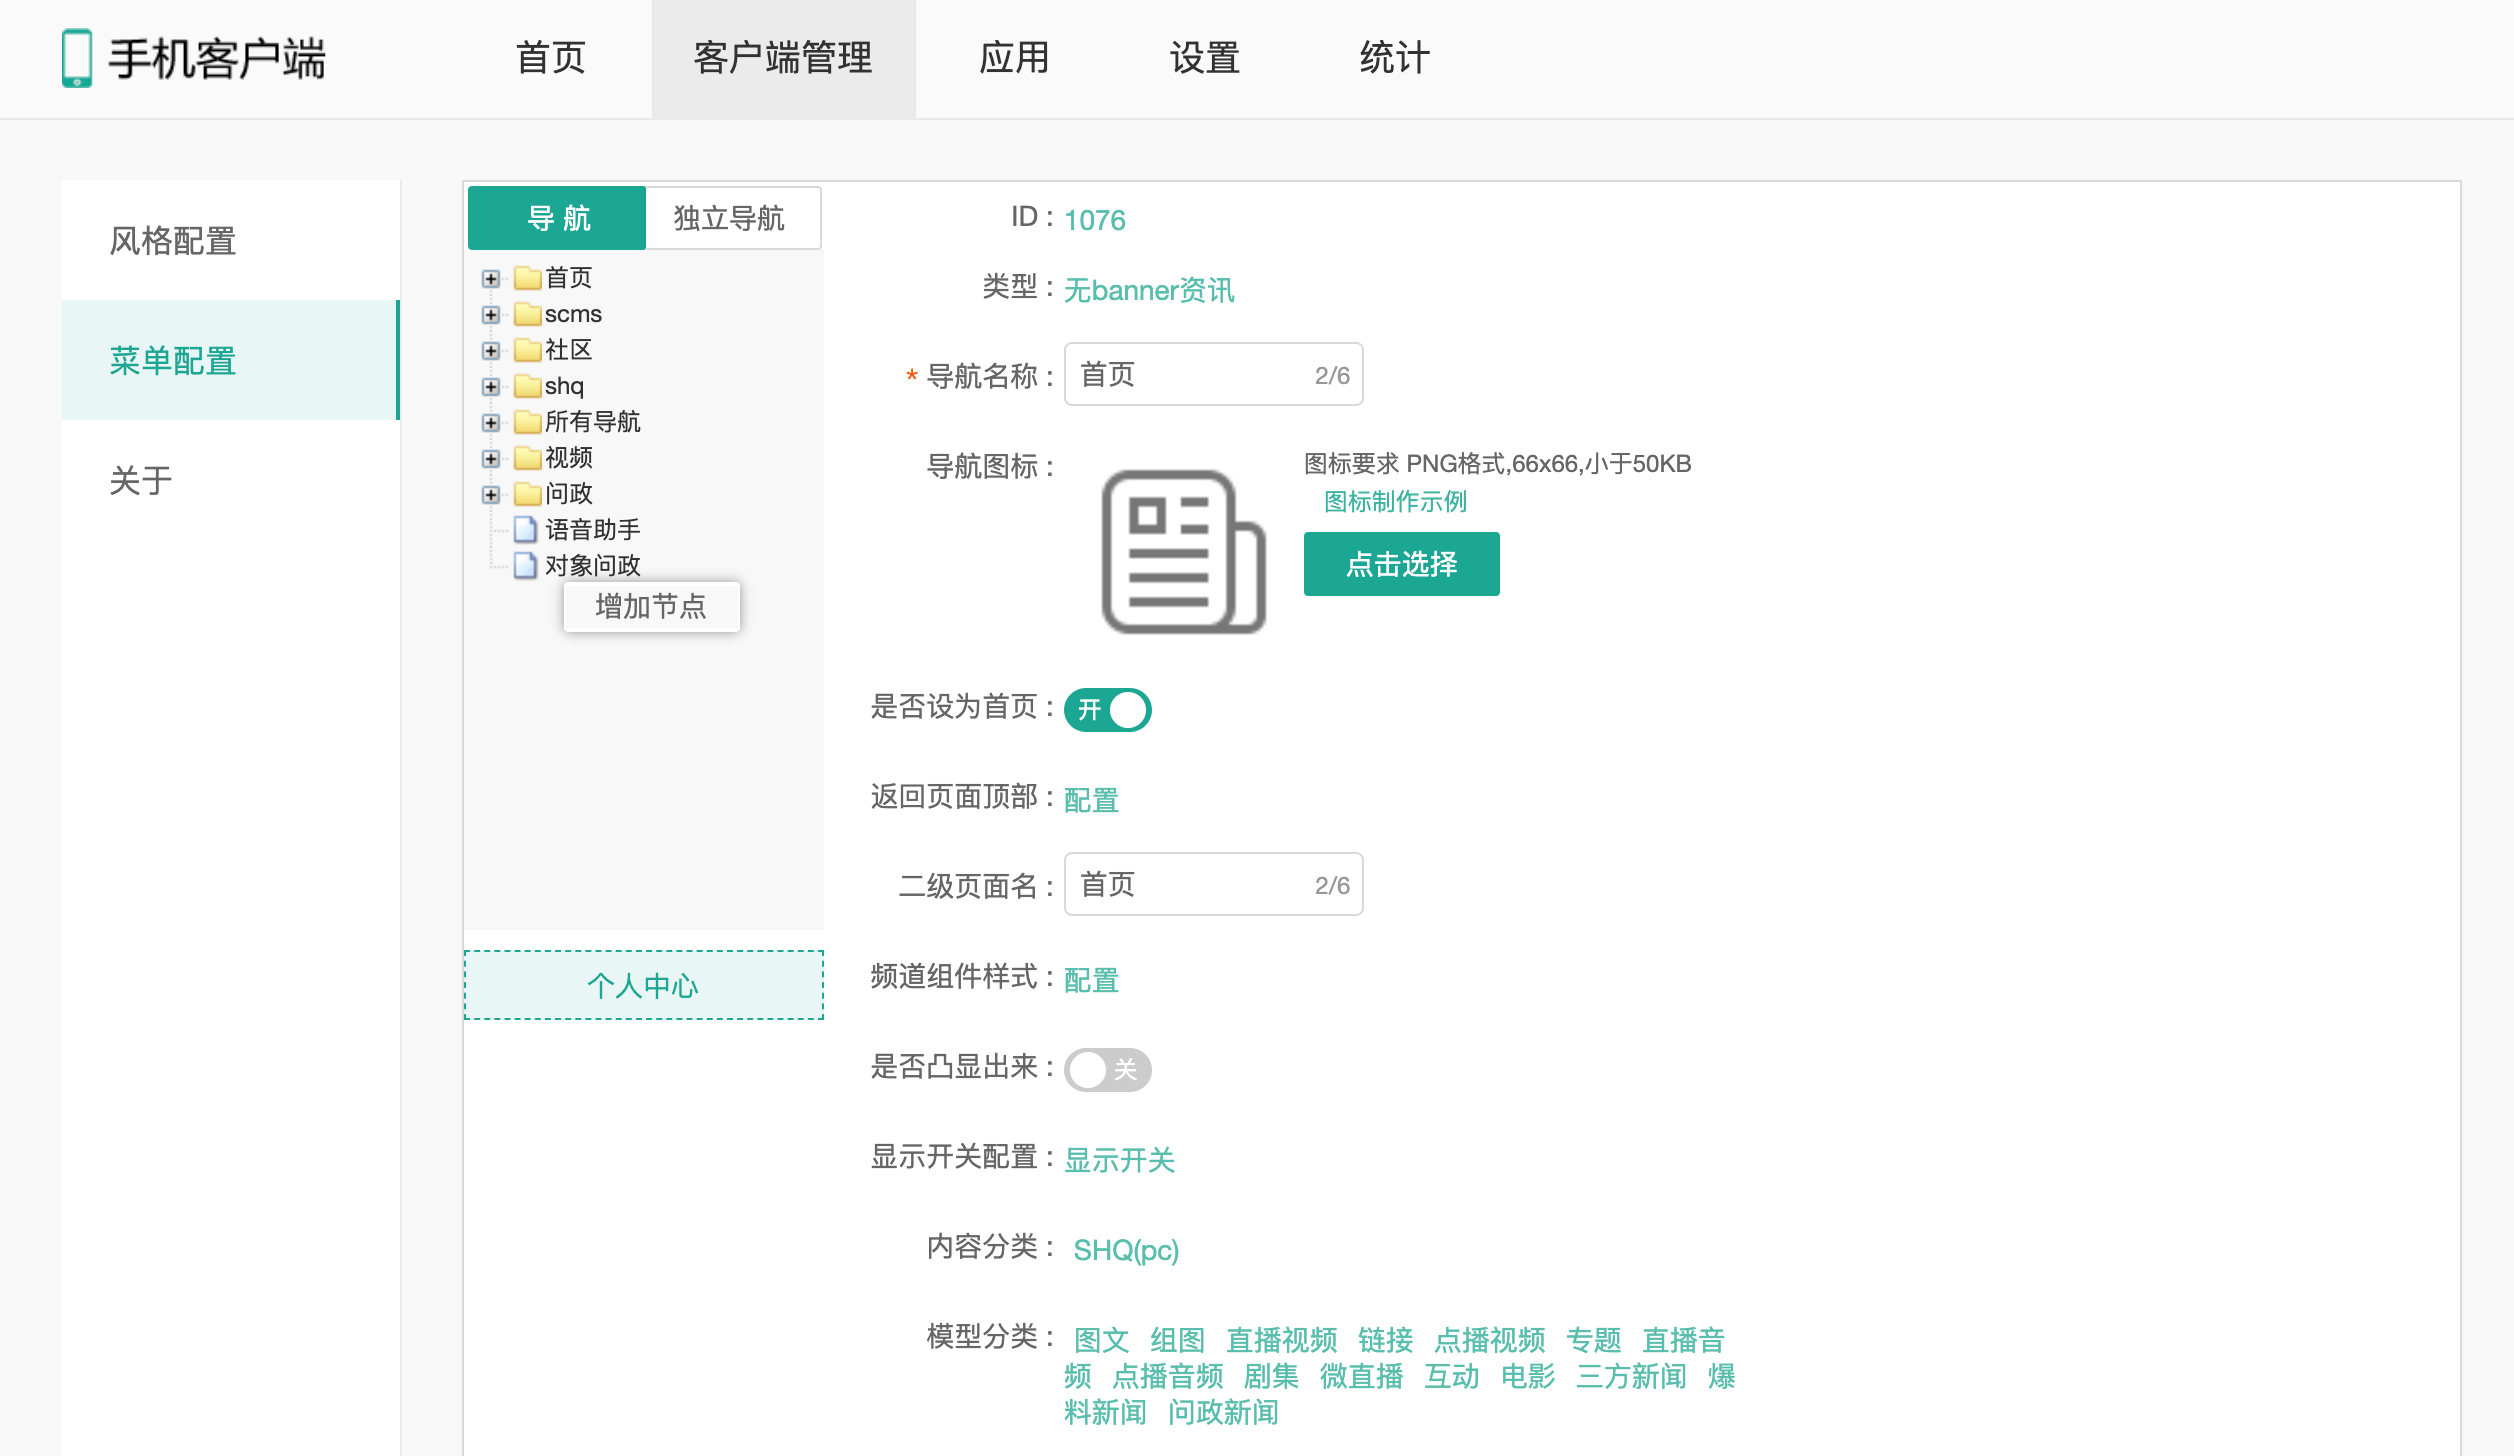 手机客户端
首页 客户端管理 应用 设置 统计
风格配置
菜单配置
关于
导 航 独立导航
首页
scms
社区
shq
所有导航
视频
问政
语音助手
对象问政
增加节点
个人中心
ID : 1076
类型 : 无banner资讯
* 导航名称 : 首页 2/6
导航图标 :
图标要求 PNG格式,66x66,小于50KB
图标制作示例
点击选择
是否设为首页 : 开
返回页面顶部 : 配置
二级页面名 : 首页 2/6
频道组件样式 : 配置
是否凸显出来 : 关
显示开关配置 : 显示开关
内容分类 : SHQ(pc)
模型分类 : 图文 组图 直播视频 链接 点播视频 专题 直播音
频 点播音频 剧集 微直播 互动 电影 三方新闻 爆
料新闻 问政新闻